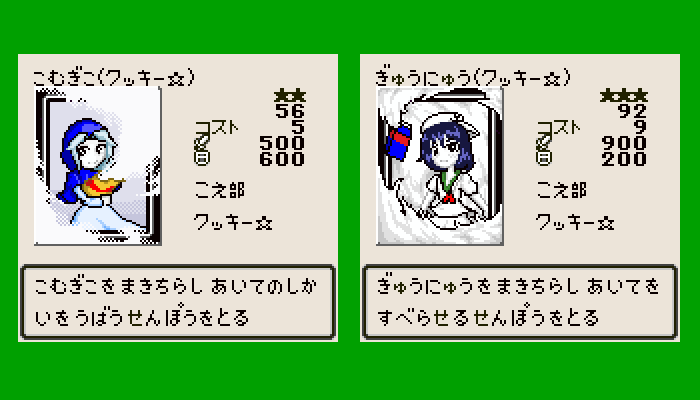 こむぎこ(クッキー☆)
★★
56
コスト 5
500
600
こえ部
クッキー☆
こむぎこをまきちらし あいてのしか
いをうばうせんぽうをとる
ぎゅうにゅう(クッキー☆)
★★★
92
コスト 9
900
200
こえ部
クッキー☆
ぎゅうにゅうをまきちらし あいてを
すべらせるせんぽうをとる